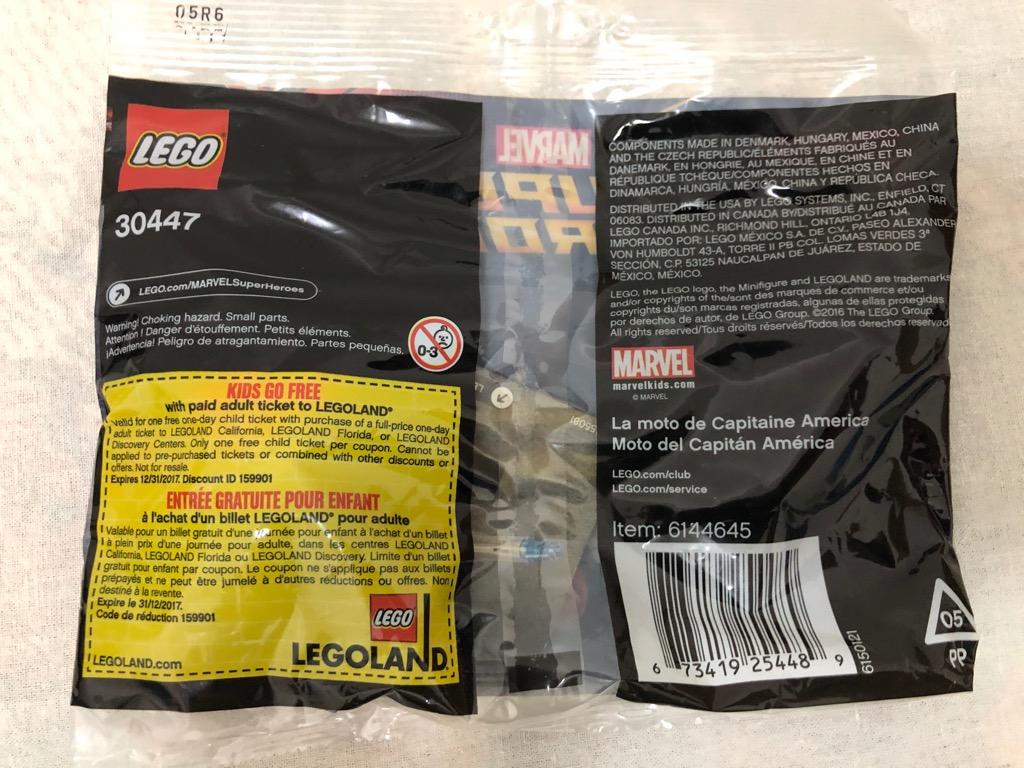 05R6
LEGO
30447
LEGO.com/MARVELSuperHeroes
Warning! Choking hazard. Small parts.
Attention ! Danger d'étouffement. Petits éléments.
¡Advertencia! Peligro de atragantamiento. Partes pequeñas.
0-3
KIDS GO FREE
with paid adult ticket to LEGOLAND®
Valid for one free one-day child ticket with purchase of a full-price one-day
adult ticket to LEGOLAND California, LEGOLAND Florida, or LEGOLAND
Discovery Centers. Only one free child ticket per coupon. Cannot be
applied to pre-purchased tickets or combined with other discounts or
offers. Not for resale.
Expires 12/31/2017. Discount ID 159901
ENTRÉE GRATUITE POUR ENFANT
à l'achat d'un billet LEGOLAND® pour adulte
Valable pour un billet gratuit d'une journée pour enfant à l'achat d'un billet
à plein prix d'une journée pour adulte, dans les centres LEGOLAND
California, LEGOLAND Florida ou LEGOLAND Discovery. Limite d'un billet
gratuit pour enfant par coupon. Le coupon ne s'applique pas aux billets
prépayés et ne peut être jumelé à d'autres réductions ou offres. Non
destiné à la revente.
Expire le 31/12/2017.
Code de réduction 159901
LEGO
LEGOLAND.com
LEGOLAND
MARVEL
COMPONENTS MADE IN DENMARK, HUNGARY, MEXICO, CHINA
AND THE CZECH REPUBLIC/ÉLÉMENTS FABRIQUÉS AU
DANEMARK, EN HONGRIE, AU MEXIQUE, EN CHINE ET EN
RÉPUBLIQUE TCHÈQUE/COMPONENTES HECHOS EN
DINAMARCA, HUNGRÍA, MÉXICO, CHINA Y REPÚBLICA CHECA.
DISTRIBUTED IN THE USA BY LEGO SYSTEMS, INC., ENFIELD, CT
06083. DISTRIBUTED IN CANADA BY/DISTRIBUÉ AU CANADA PAR
LEGO CANADA INC., RICHMOND HILL, ONTARIO L4B 1J4.
IMPORTADO POR: LEGO MÉXICO S.A. DE C.V., PASEO ALEXANDER
VON HUMBOLDT 43-A, TORRE II PB COL. LOMAS VERDES 3ª
SECCIÓN, C.P. 53125 NAUCALPAN DE JUÁREZ, ESTADO DE
MÉXICO, MÉXICO.
LEGO, the LEGO logo, the Minifigure and LEGOLAND are trademarks
and/or copyrights of the/sont des marques de commerce et/ou
copyrights du/son marcas registradas, algunas de ellas protegidas
por derechos de autor, de LEGO Group. ©2016 The LEGO Group.
All rights reserved/Tous droits réservés/Todos los derechos reservad
MARVEL
marvelkids.com
© MARVEL
La moto de Capitaine America
Moto del Capitán América
LEGO.com/club
LEGO.com/service
Item: 6144645
6 73419 25448 9
6150121
05
PP